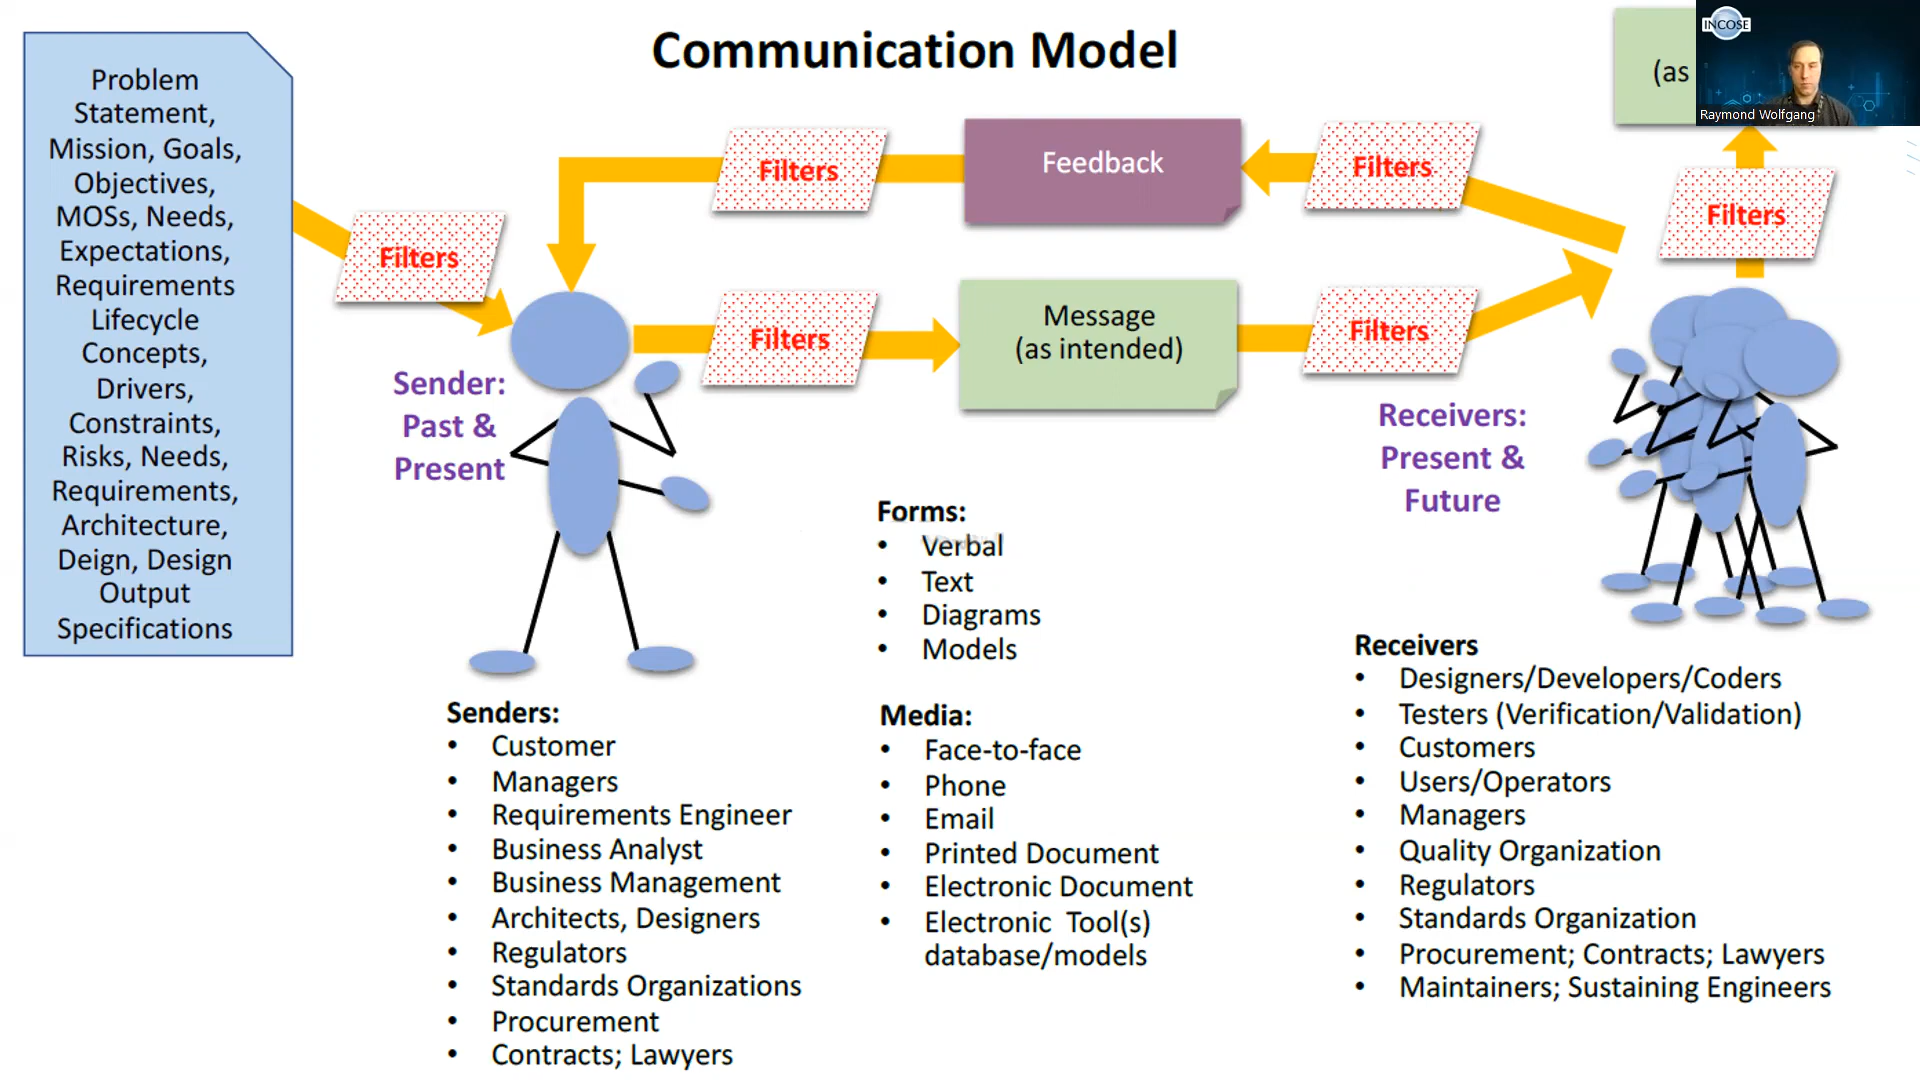 Communication Model
INCOSE
Raymond Wolfgang
(as
Problem
Statement,
Mission, Goals,
Objectives,
MOSs, Needs,
Expectations,
Requirements
Lifecycle
Concepts,
Drivers,
Constraints,
Risks, Needs,
Requirements,
Architecture,
Deign, Design
Output
Specifications
Filters
Filters
Feedback
Filters
Filters
Filters
Message
(as intended)
Filters
Sender:
Past &
Present
Receivers:
Present &
Future
Senders:
• Customer
• Managers
• Requirements Engineer
• Business Analyst
• Business Management
• Architects, Designers
• Regulators
• Standards Organizations
• Procurement
• Contracts; Lawyers
Forms:
• Verbal
• Text
• Diagrams
• Models
Media:
• Face-to-face
• Phone
• Email
• Printed Document
• Electronic Document
• Electronic Tool(s)
database/models
Receivers
• Designers/Developers/Coders
• Testers (Verification/Validation)
• Customers
• Users/Operators
• Managers
• Quality Organization
• Regulators
• Standards Organization
• Procurement; Contracts; Lawyers
• Maintainers; Sustaining Engineers